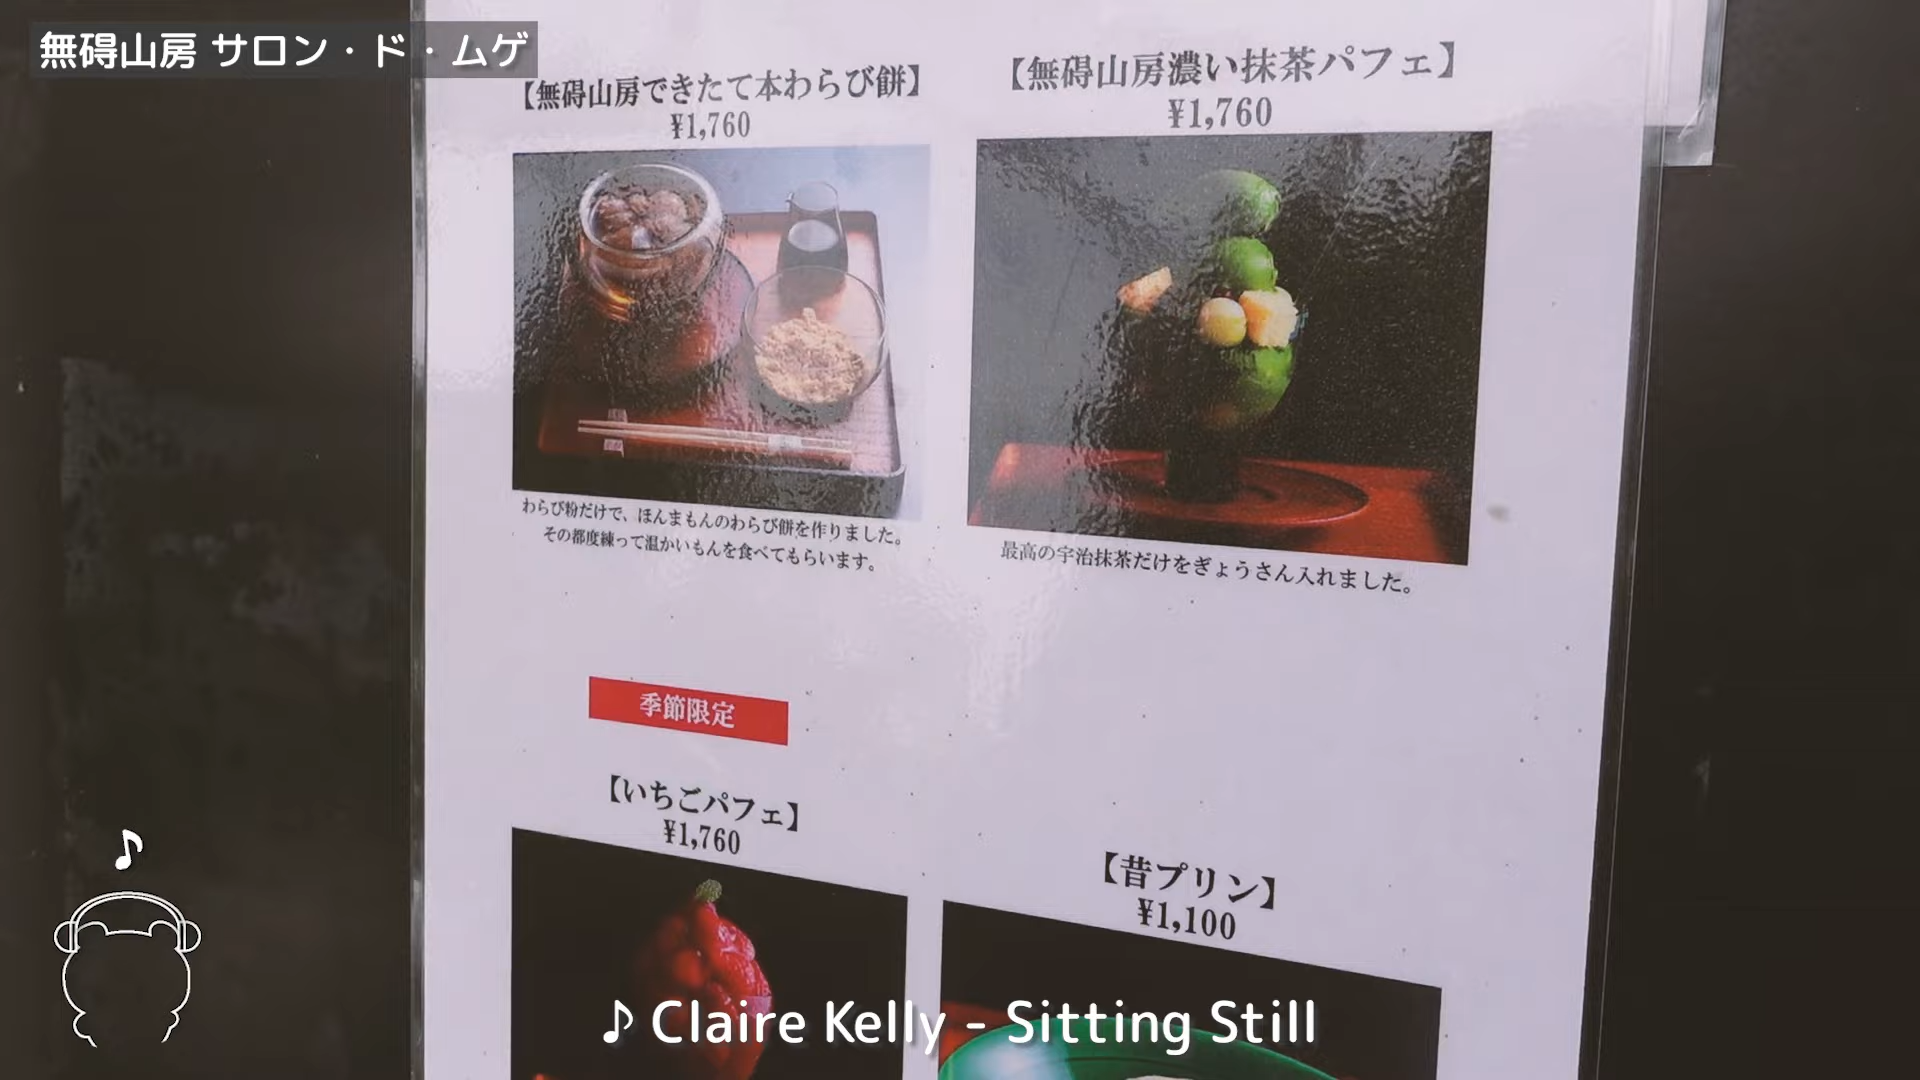 無碍山房 サロン・ド・ムゲ
【無碍山房できたて本わらび餅】
¥1,760
【無碍山房濃い抹茶パフェ】
¥1,760
わらび粉だけで、ほんまもんのわらび餅を作りました。
その都度練って温かいもんを食べてもらいます。
最高の宇治抹茶だけをぎょうさん入れました。
季節限定
【いちごパフェ】
¥1,760
【昔プリン】
¥1,100
♪ Claire Kelly - Sitting Still